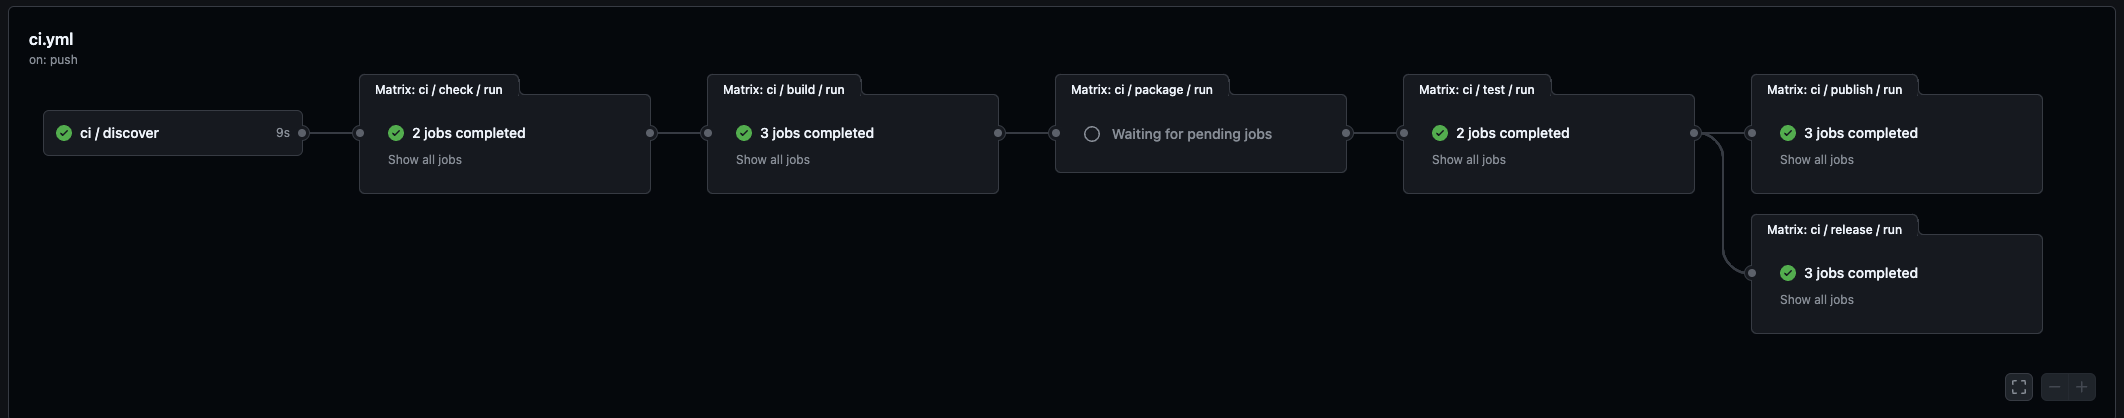 ci.yml
on: push
ci / discover
9s
Matrix: ci / check / run
2 jobs completed
Show all jobs
Matrix: ci / build / run
3 jobs completed
Show all jobs
Matrix: ci / package / run
Waiting for pending jobs
Matrix: ci / test / run
2 jobs completed
Show all jobs
Matrix: ci / publish / run
3 jobs completed
Show all jobs
Matrix: ci / release / run
3 jobs completed
Show all jobs